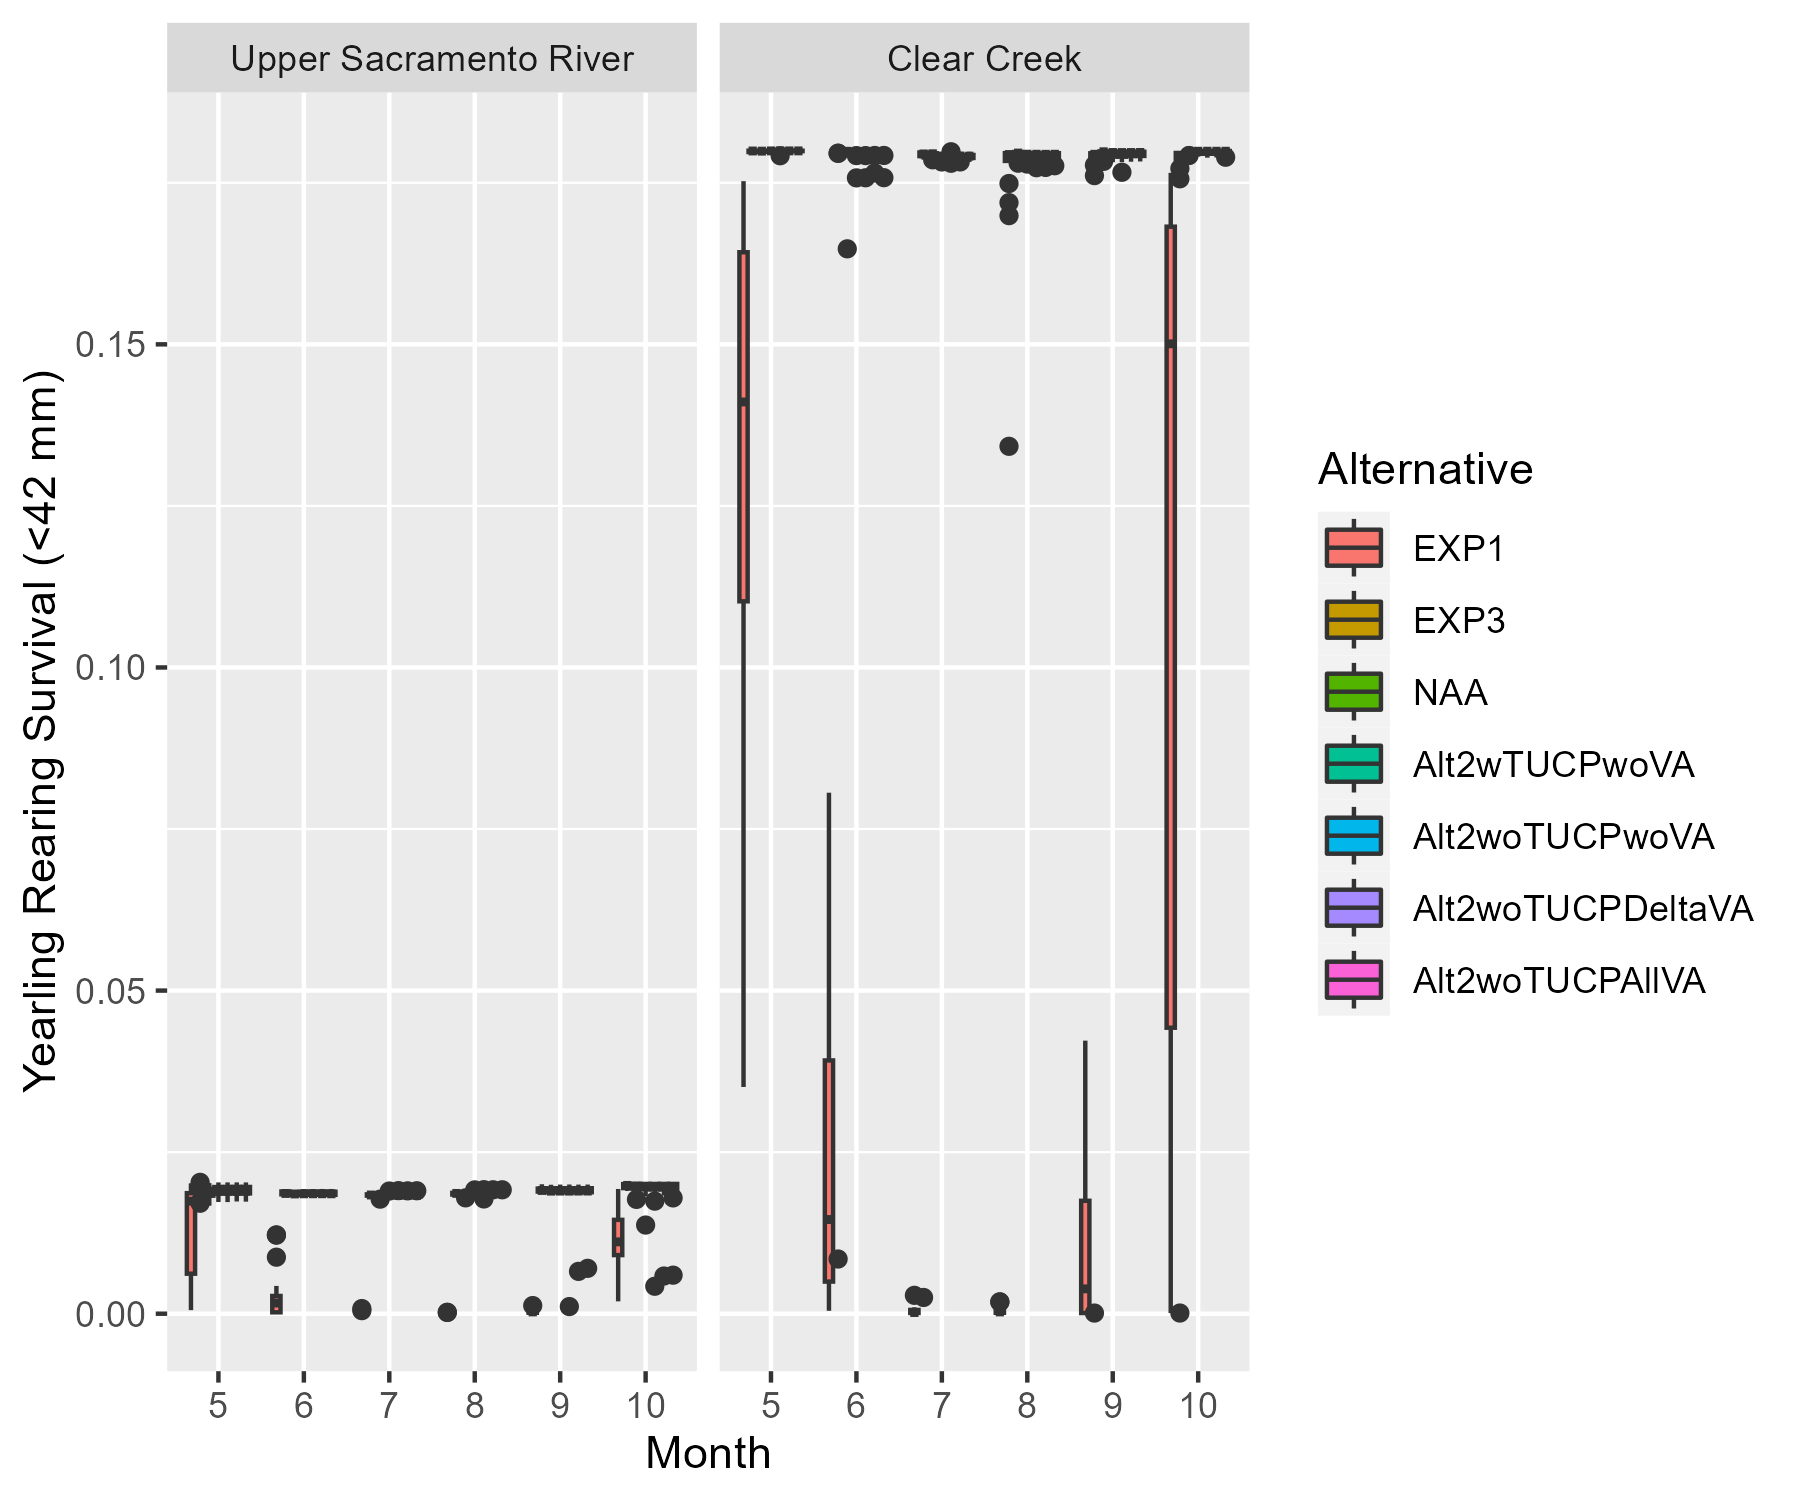 Upper Sacramento River
Clear Creek
Yearling Rearing Survival (<42 mm)
0.15
0.10
0.05
0.00
5 6 7 8 9 10
5 6 7 8 9 10
Month
Alternative
EXP1
EXP3
NAA
Alt2wTUCPwoVA
Alt2woTUCPwoVA
Alt2woTUCPDeltaVA
Alt2woTUCPAllVA